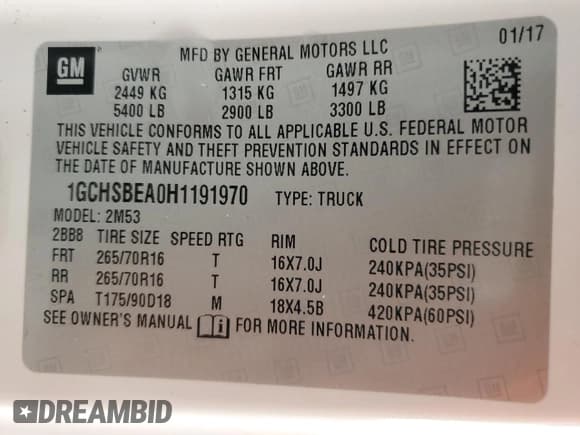 GM
MFD BY GENERAL MOTORS LLC 01/17
GVWR GAWR FRT GAWR RR
2449 KG 1315 KG 1497 KG
5400 LB 2900 LB 3300 LB
THIS VEHICLE CONFORMS TO ALL APPLICABLE U.S. FEDERAL MOTOR
VEHICLE SAFETY AND THEFT PREVENTION STANDARDS IN EFFECT ON
THE DATE OF MANUFACTURE SHOWN ABOVE.
1GCHSBEA0H1191970 TYPE: TRUCK
MODEL: 2M53
2BB8 TIRE SIZE SPEED RTG RIM COLD TIRE PRESSURE
FRT 265/70R16 T 16X7.0J 240KPA(35PSI)
RR 265/70R16 T 16X7.0J 240KPA(35PSI)
SPA T175/90D18 M 18X4.5B 420KPA(60PSI)
SEE OWNER'S MANUAL FOR MORE INFORMATION.
DREAMBID